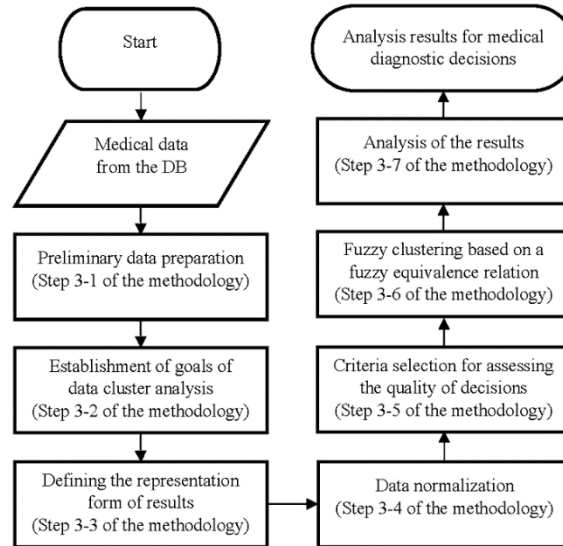 Start
Medical data
from the DB
Preliminary data preparation
(Step 3-1 of the methodology)
Establishment of goals of
data cluster analysis
(Step 3-2 of the methodology)
Defining the representation
form of results
(Step 3-3 of the methodology)
Data normalization
(Step 3-4 of the methodology)
Criteria selection for assessing
the quality of decisions
(Step 3-5 of the methodology)
Fuzzy clustering based on a
fuzzy equivalence relation
(Step 3-6 of the methodology)
Analysis of the results
(Step 3-7 of the methodology)
Analysis results for medical
diagnostic decisions